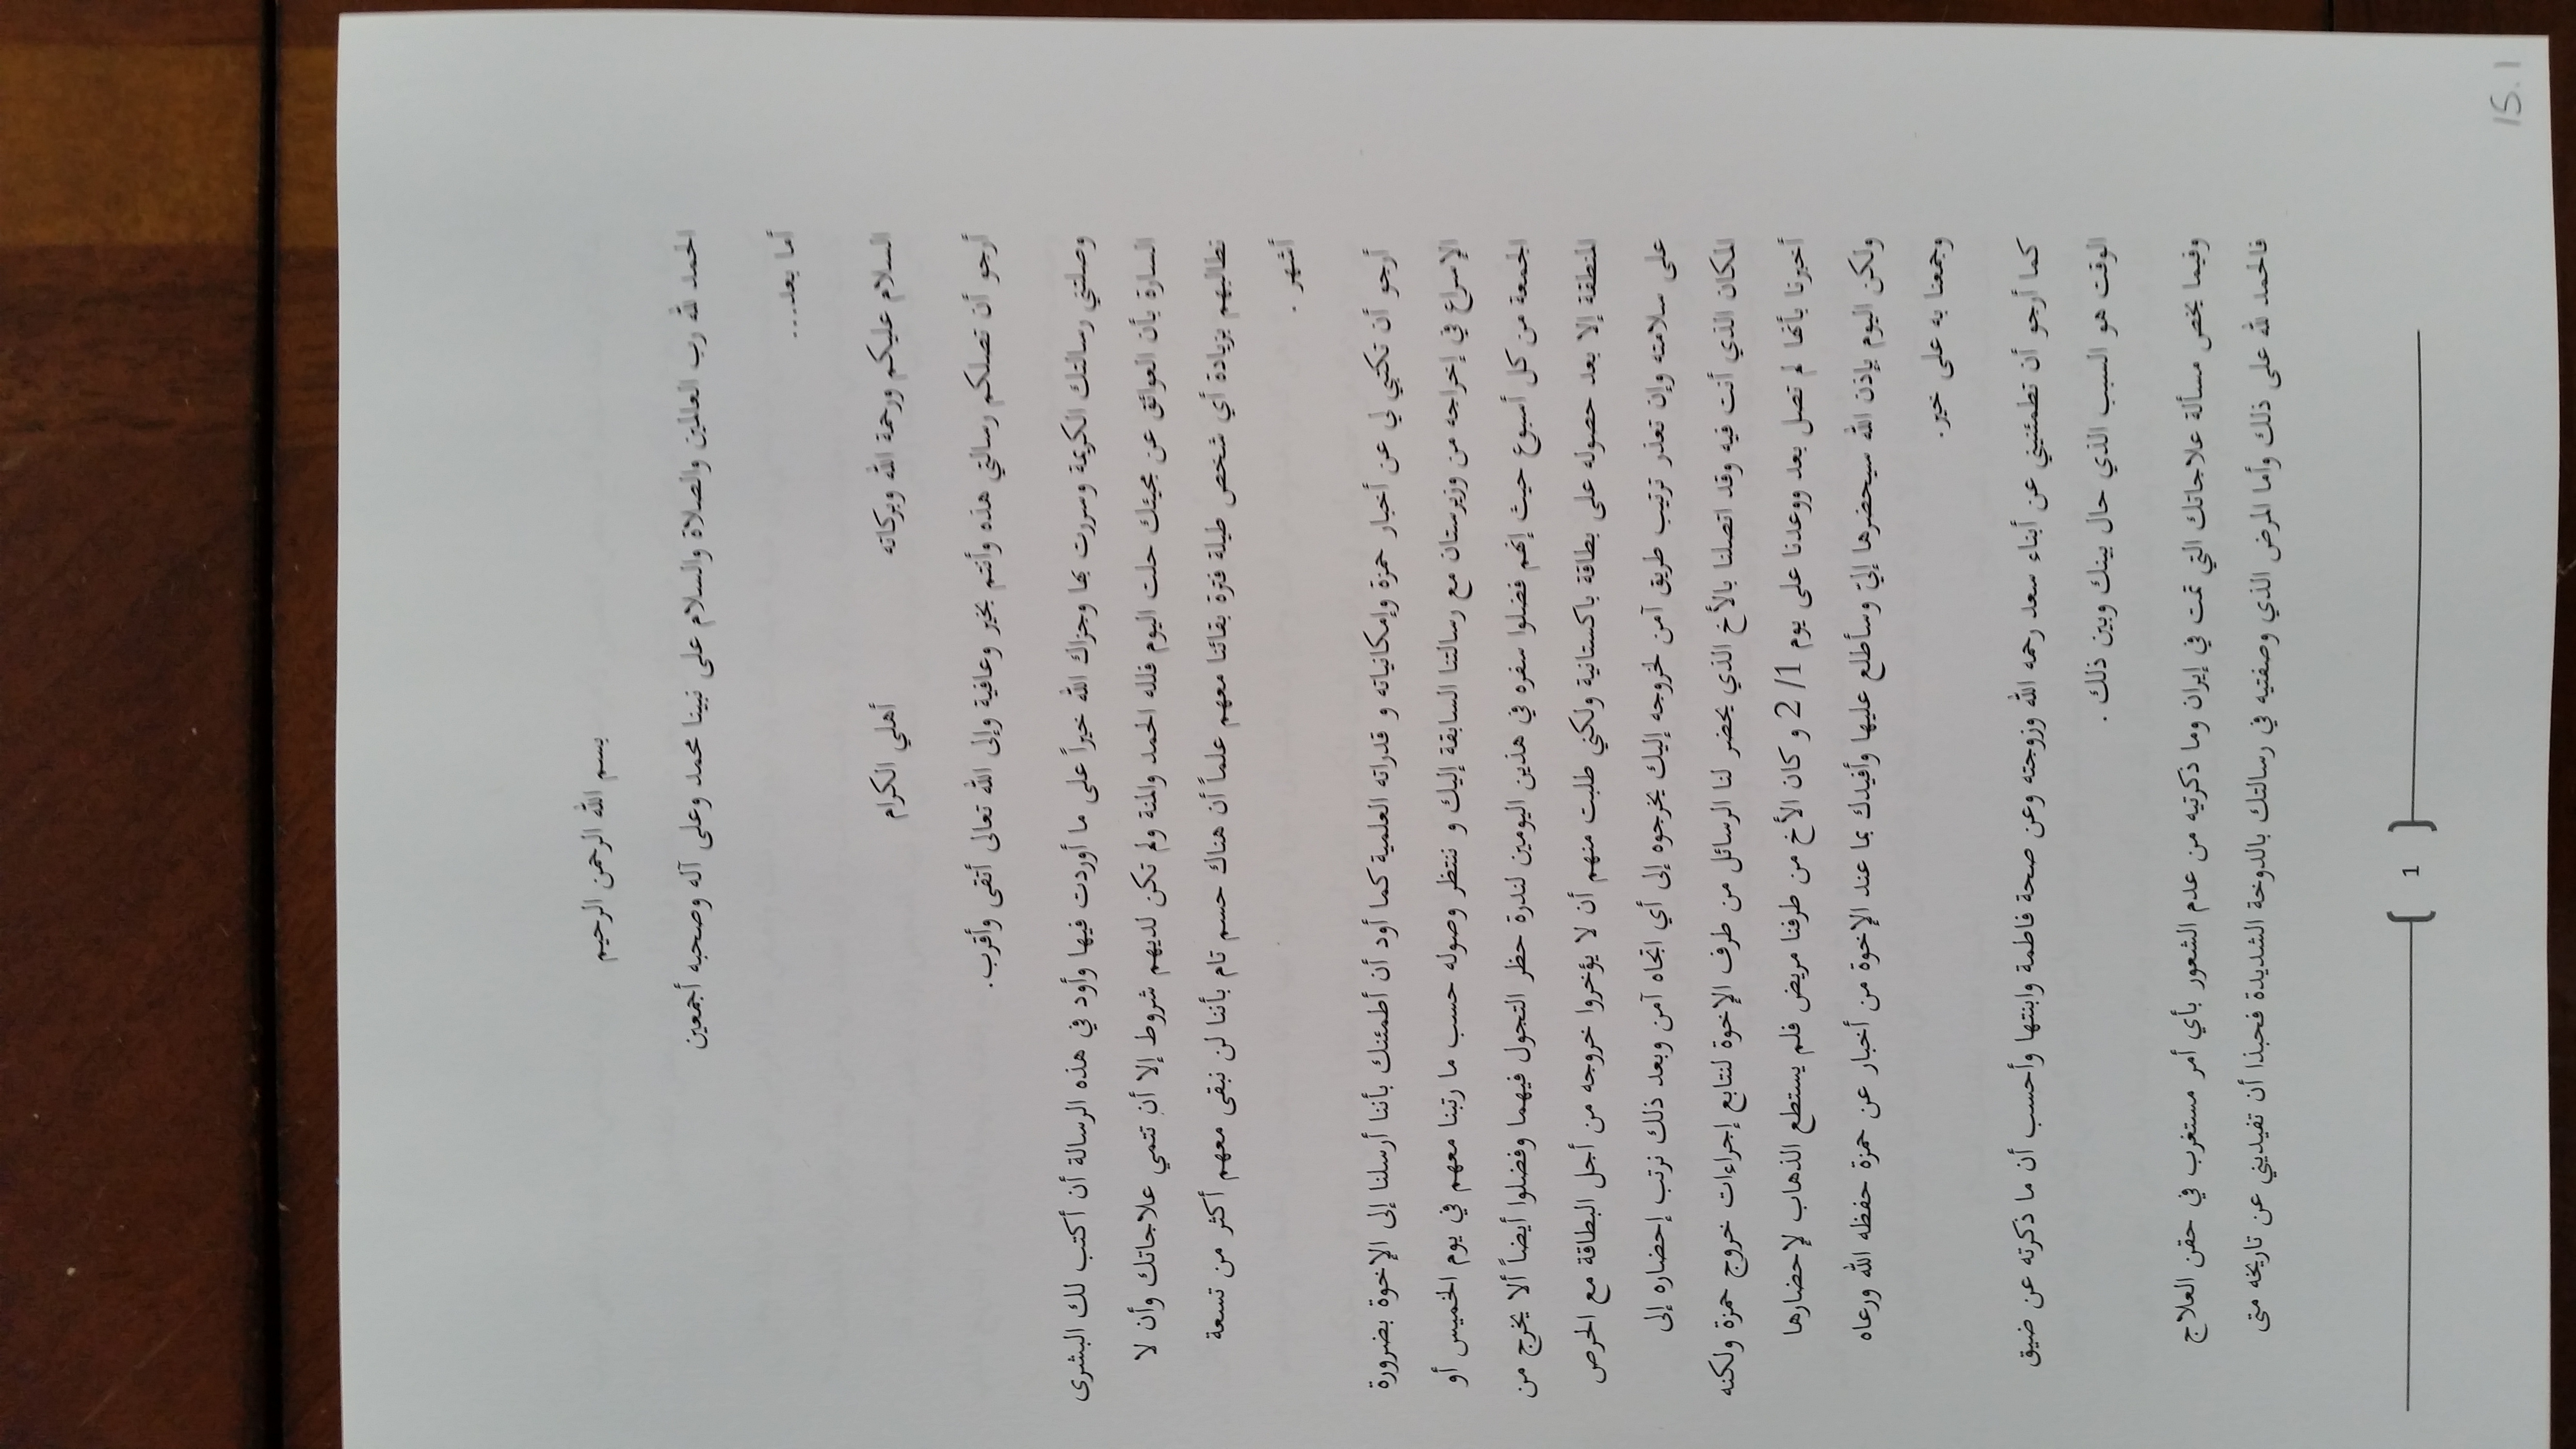 بسم الله الرحمن الرحيم
الحمد لله رب العالمين والصلاة والسلام على نبينا محمد وعلى آله وصحبه أجمعين
أما بعد....
السلام عليكم ورحمة الله وبركاته أهلي الكرام
أرجو أن تصلكم رسالتي هذه وأنتم بخير وعافية وإلى الله تعالى أتقى وأقرب.
وصلتني رسالتك الكريمة وسررت بها وجزاك الله خيراً على ما أوردت فيها وأود في هذه الرسالة أن أكتب لك البشرى
السارة بأن العوائق عن مجيئك حلت اليوم فلله الحمد والمنة ولم تكن لديهم شروط إلا أن تتمي علاجاتك وأن لا
نطالبهم بزيادة أي شخص طيلة فترة بقائنا معهم علماً أن هناك حسم تام بأننا لن نبقى معهم أكثر من تسعة
أشهر .
أرجو أن تكتبي لي عن أخبار حمزة وإمكانياته و قدراته العلمية كما أود أن أطمئنك بأننا أرسلنا إلى الإخوة بضرورة
الإسراع في إخراجه من وزيرستان مع رسالتنا السابقة إليك و ننتظر وصوله حسب ما رتبنا معهم في يوم الخميس أو
الجمعة من كل أسبوع حيث إنهم فضلوا سفره في هذين اليومين لندرة حظر التجول فيهما وفضلوا أيضاً ألا يخرج من
المنطقة إلا بعد حصوله على بطاقة باكستانية ولكني طلبت منهم أن لا يؤخروا خروجه من أجل البطاقة مع الحرص
على سلامته وإن تعذر ترتيب طريق آمن لخروجه إليك يخرجوه إلى أي اتجاه آمن وبعد ذلك نرتب إحضاره إلى
المكان الذي أنت فيه وقد اتصلنا بالأخ الذي يحضر لنا الرسائل من طرف الإخوة لنتابع إجراءات خروج حمزة ولكنه
أخبرنا بأنها لم تصل بعد ووعدنا على يوم 2/1 و كان الأخ من طرفنا مريض فلم يستطع الذهاب لإحضارها
ولكن اليوم بإذن الله سيحضرها إليّ وسأطلع عليها وأفيدك بما عند الإخوة من أخبار عن حمزة حفظه الله ورعاه
وجمعنا به على خير.
كما أرجو أن تطمئنيني عن أبناء سعد رحمه الله وزوجته وعن صحة فاطمة وابنتها وأحسب أن ما ذكرته عن ضيق
الوقت هو السبب الذي حال بينك وبين ذلك .
وفيما يخص مسألة علاجاتك التي تمت في إيران وما ذكرتيه من عدم الشعور بأي أمر مستغرب في حقن العلاج
فالحمد لله على ذلك وأما المرض الذي وصفتيه في رسالتك بالدوخة الشديدة فحبذا أن تفيديني عن تاريخه متى
1
15.1